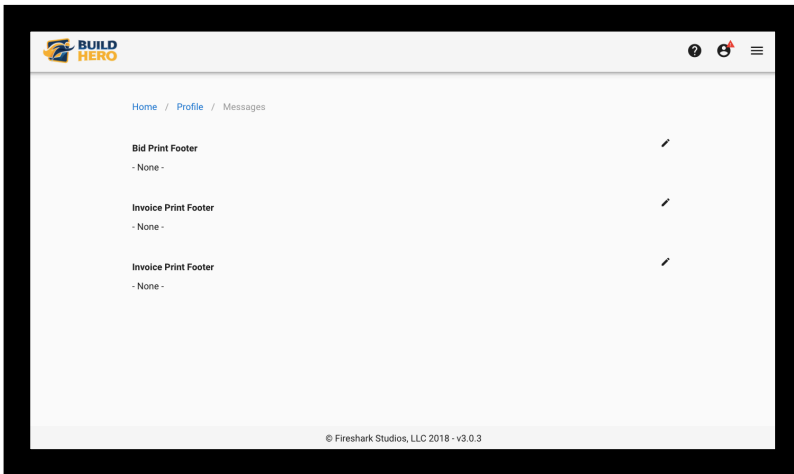 BUILD
HERO
Home / Profile / Messages
Bid Print Footer
- None -
Invoice Print Footer
- None -
Invoice Print Footer
- None -
© Fireshark Studios, LLC 2018 - v3.0.3